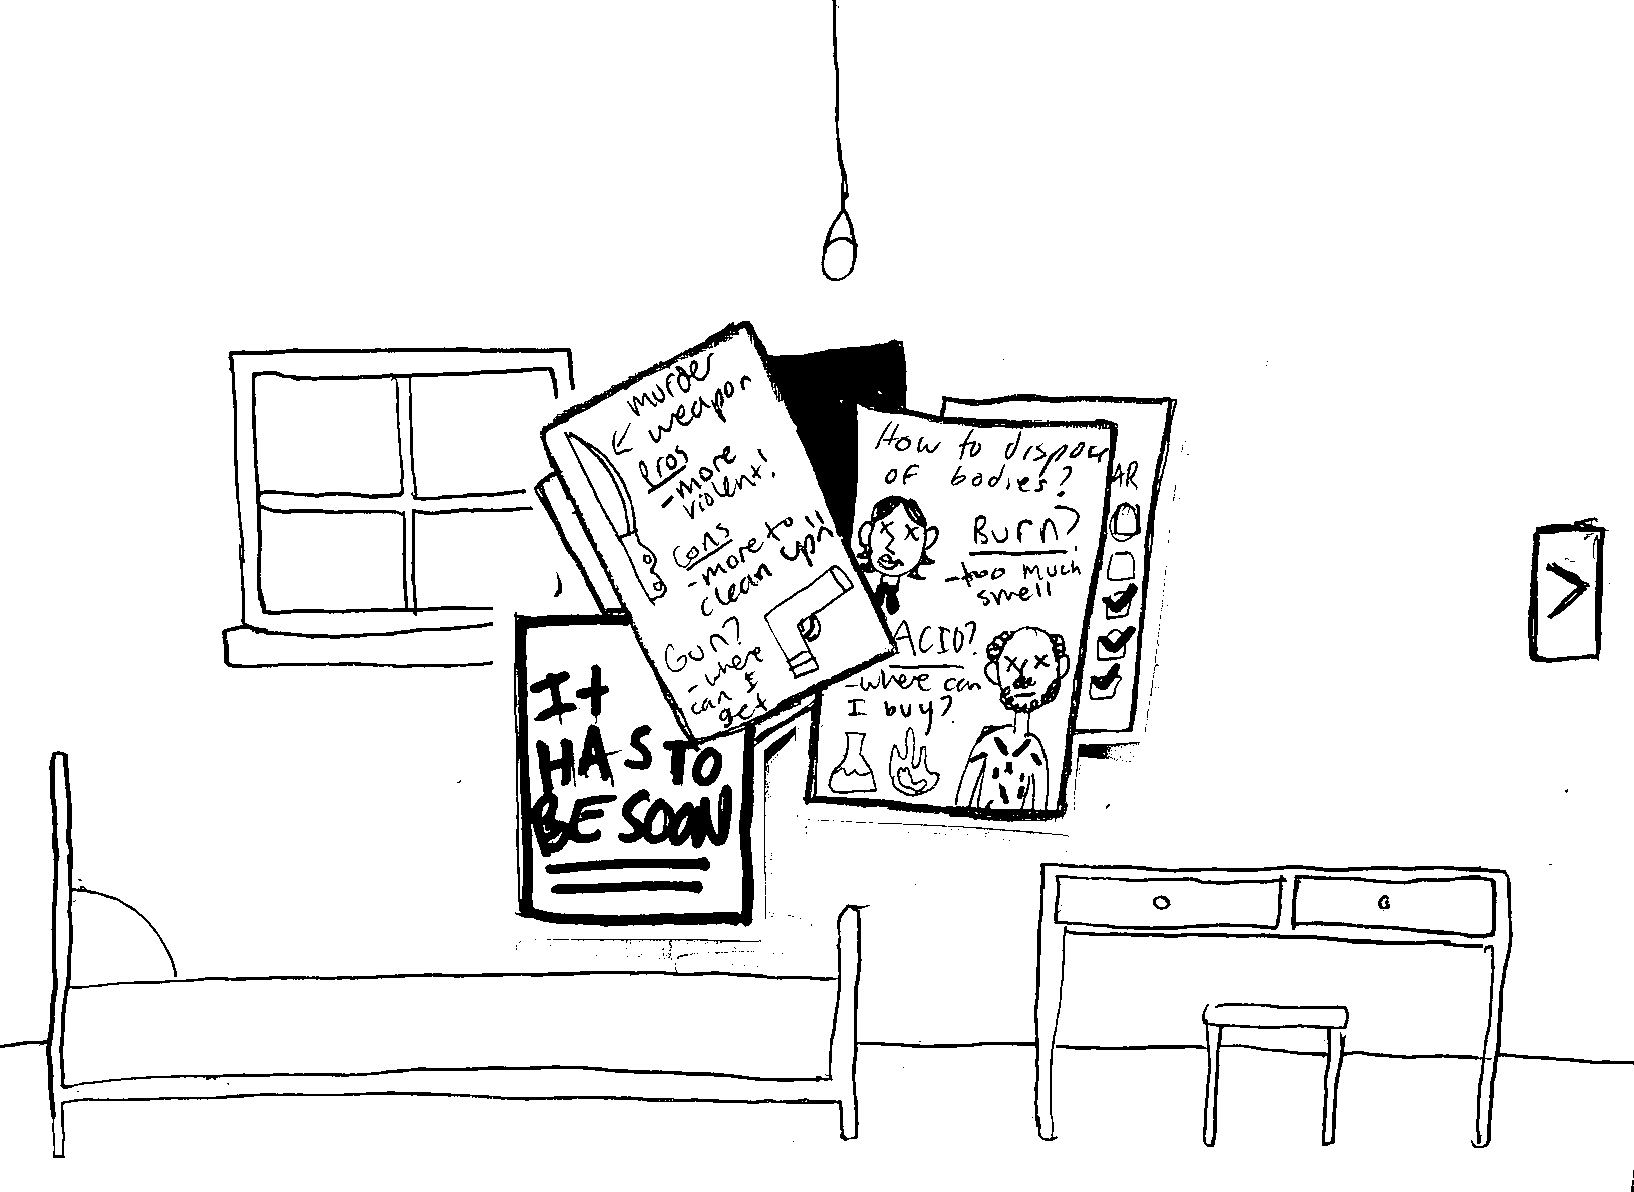 murder
weapon
Pros
-more
violent!
Cons
-more to
clean up!!
Gun?
-where
can I
get
How to dispose
of bodies?
Burn?
-too much
smell
ACID?
-where can
I buy?
AR
It
HAS TO
BE SOON
>